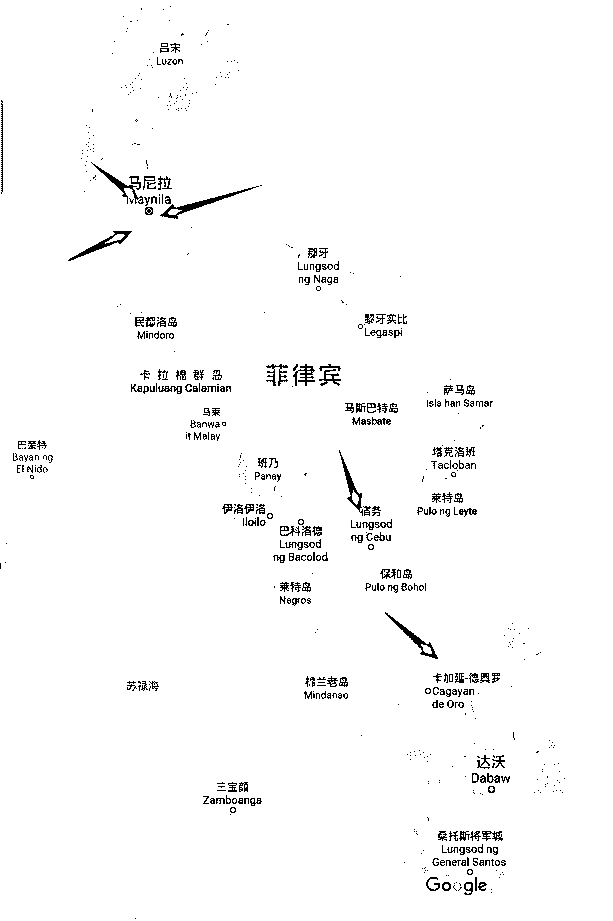 吕宋
Luzon
马尼拉
Maynila
那牙
Lungsod
ng Naga
黎牙实比
Legaspi
民都洛岛
Mindoro
菲律宾
卡拉棉群岛
Kapuluang Calamian
萨马岛
Isla han Samar
马斯巴特岛
Masbate
马来
Banwa
it Malay
巴拿特
Bayan ng
El Nido
塔克洛班
Tacloban
班乃
Panay
莱特岛
Pulo ng Leyte
伊洛伊洛
Iloilo
宿务
Lungsod
ng Cebu
巴科洛德
Lungsod
ng Bacolod
保和岛
Pulo ng Bohol
莱特岛
Negros
苏禄海
棉兰老岛
Mindanao
卡加延-德奥罗
Cagayan
de Oro
达沃
Dabaw
三宝颜
Zamboanga
桑托斯将军城
Lungsod ng
General Santos
Google